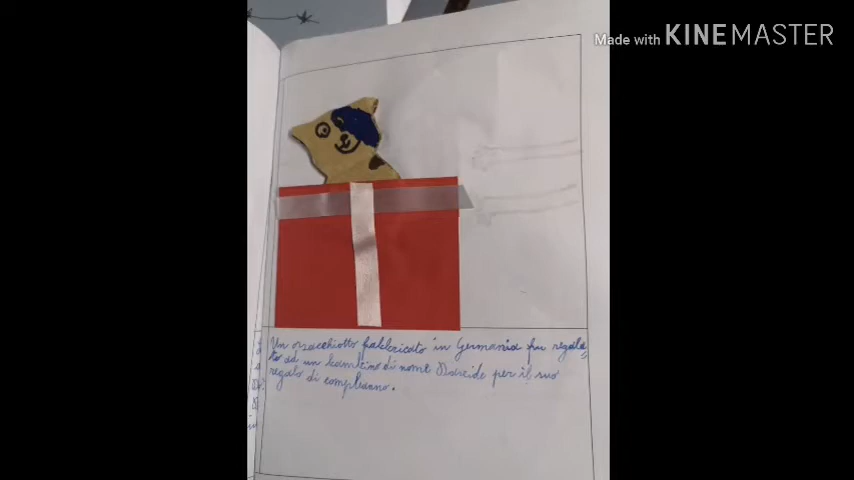 Made with KINEMASTER
Un orsacchiotto fabbricato in Germania fu regala-
to ad un bambino di nome Davide per il suo
regalo di compleanno.